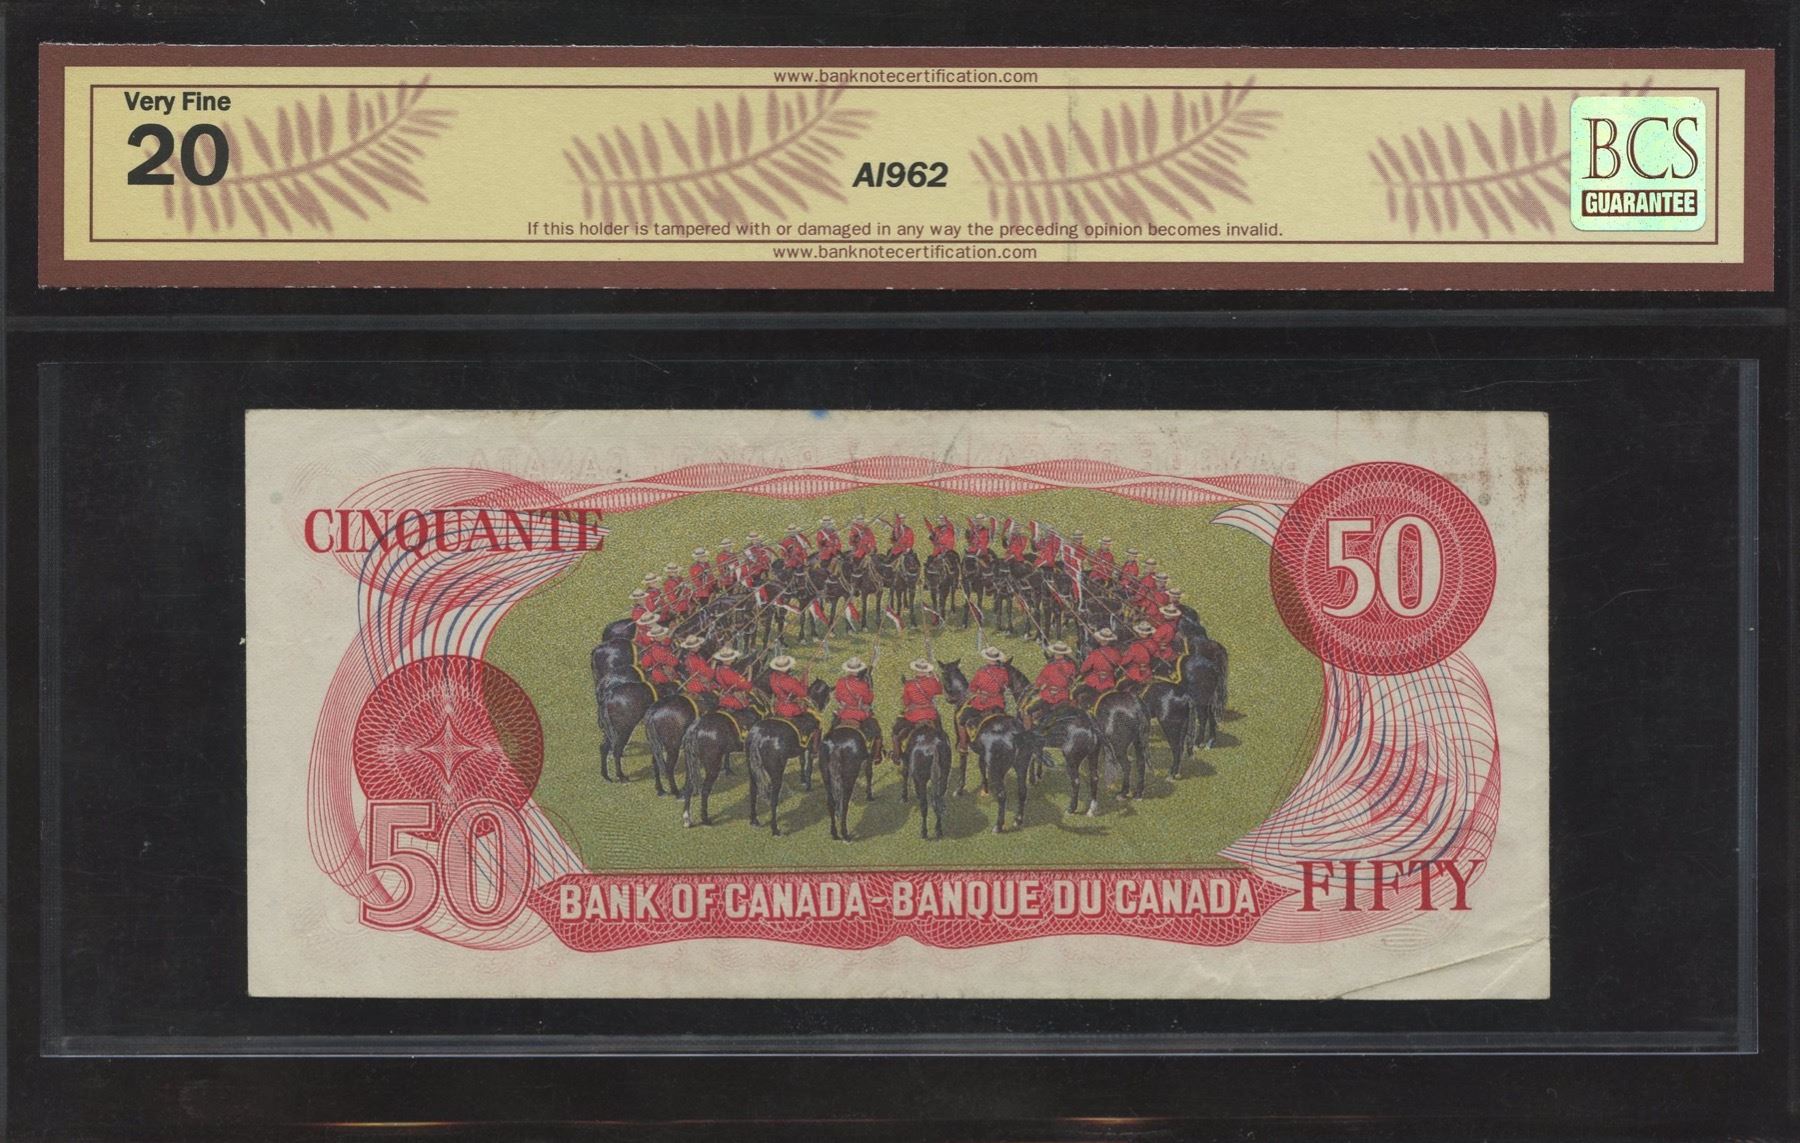 www.banknotecertification.com
Very Fine
20
AI962
BCS
GUARANTEE
If this holder is tampered with or damaged in any way the preceding opinion becomes invalid.
www.banknotecertification.com
CINQUANTE
50
50
BANK OF CANADA-BANQUE DU CANADA
FIFTY